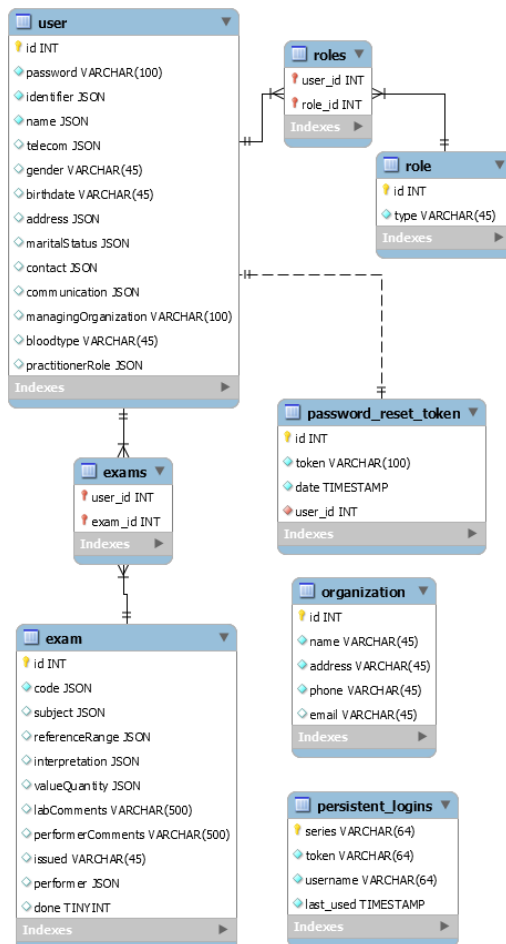 user
id INT
password VARCHAR(100)
identifier JSON
name JSON
telecom JSON
gender VARCHAR(45)
birthdate VARCHAR(45)
address JSON
maritalStatus JSON
contact JSON
communication JSON
managingOrganization VARCHAR(100)
bloodtype VARCHAR(45)
practitionerRole JSON
Indexes
roles
user_id INT
role_id INT
Indexes
role
id INT
type VARCHAR(45)
Indexes
password_reset_token
id INT
token VARCHAR(100)
date TIMESTAMP
user_id INT
Indexes
exams
user_id INT
exam_id INT
Indexes
organization
id INT
name VARCHAR(45)
address VARCHAR(45)
phone VARCHAR(45)
email VARCHAR(45)
Indexes
exam
id INT
code JSON
subject JSON
referenceRange JSON
interpretation JSON
valueQuantity JSON
labComments VARCHAR(500)
performerComments VARCHAR(500)
issued VARCHAR(45)
performer JSON
done TINYINT
Indexes
persistent_logins
series VARCHAR(64)
token VARCHAR(64)
username VARCHAR(64)
last_used TIMESTAMP
Indexes